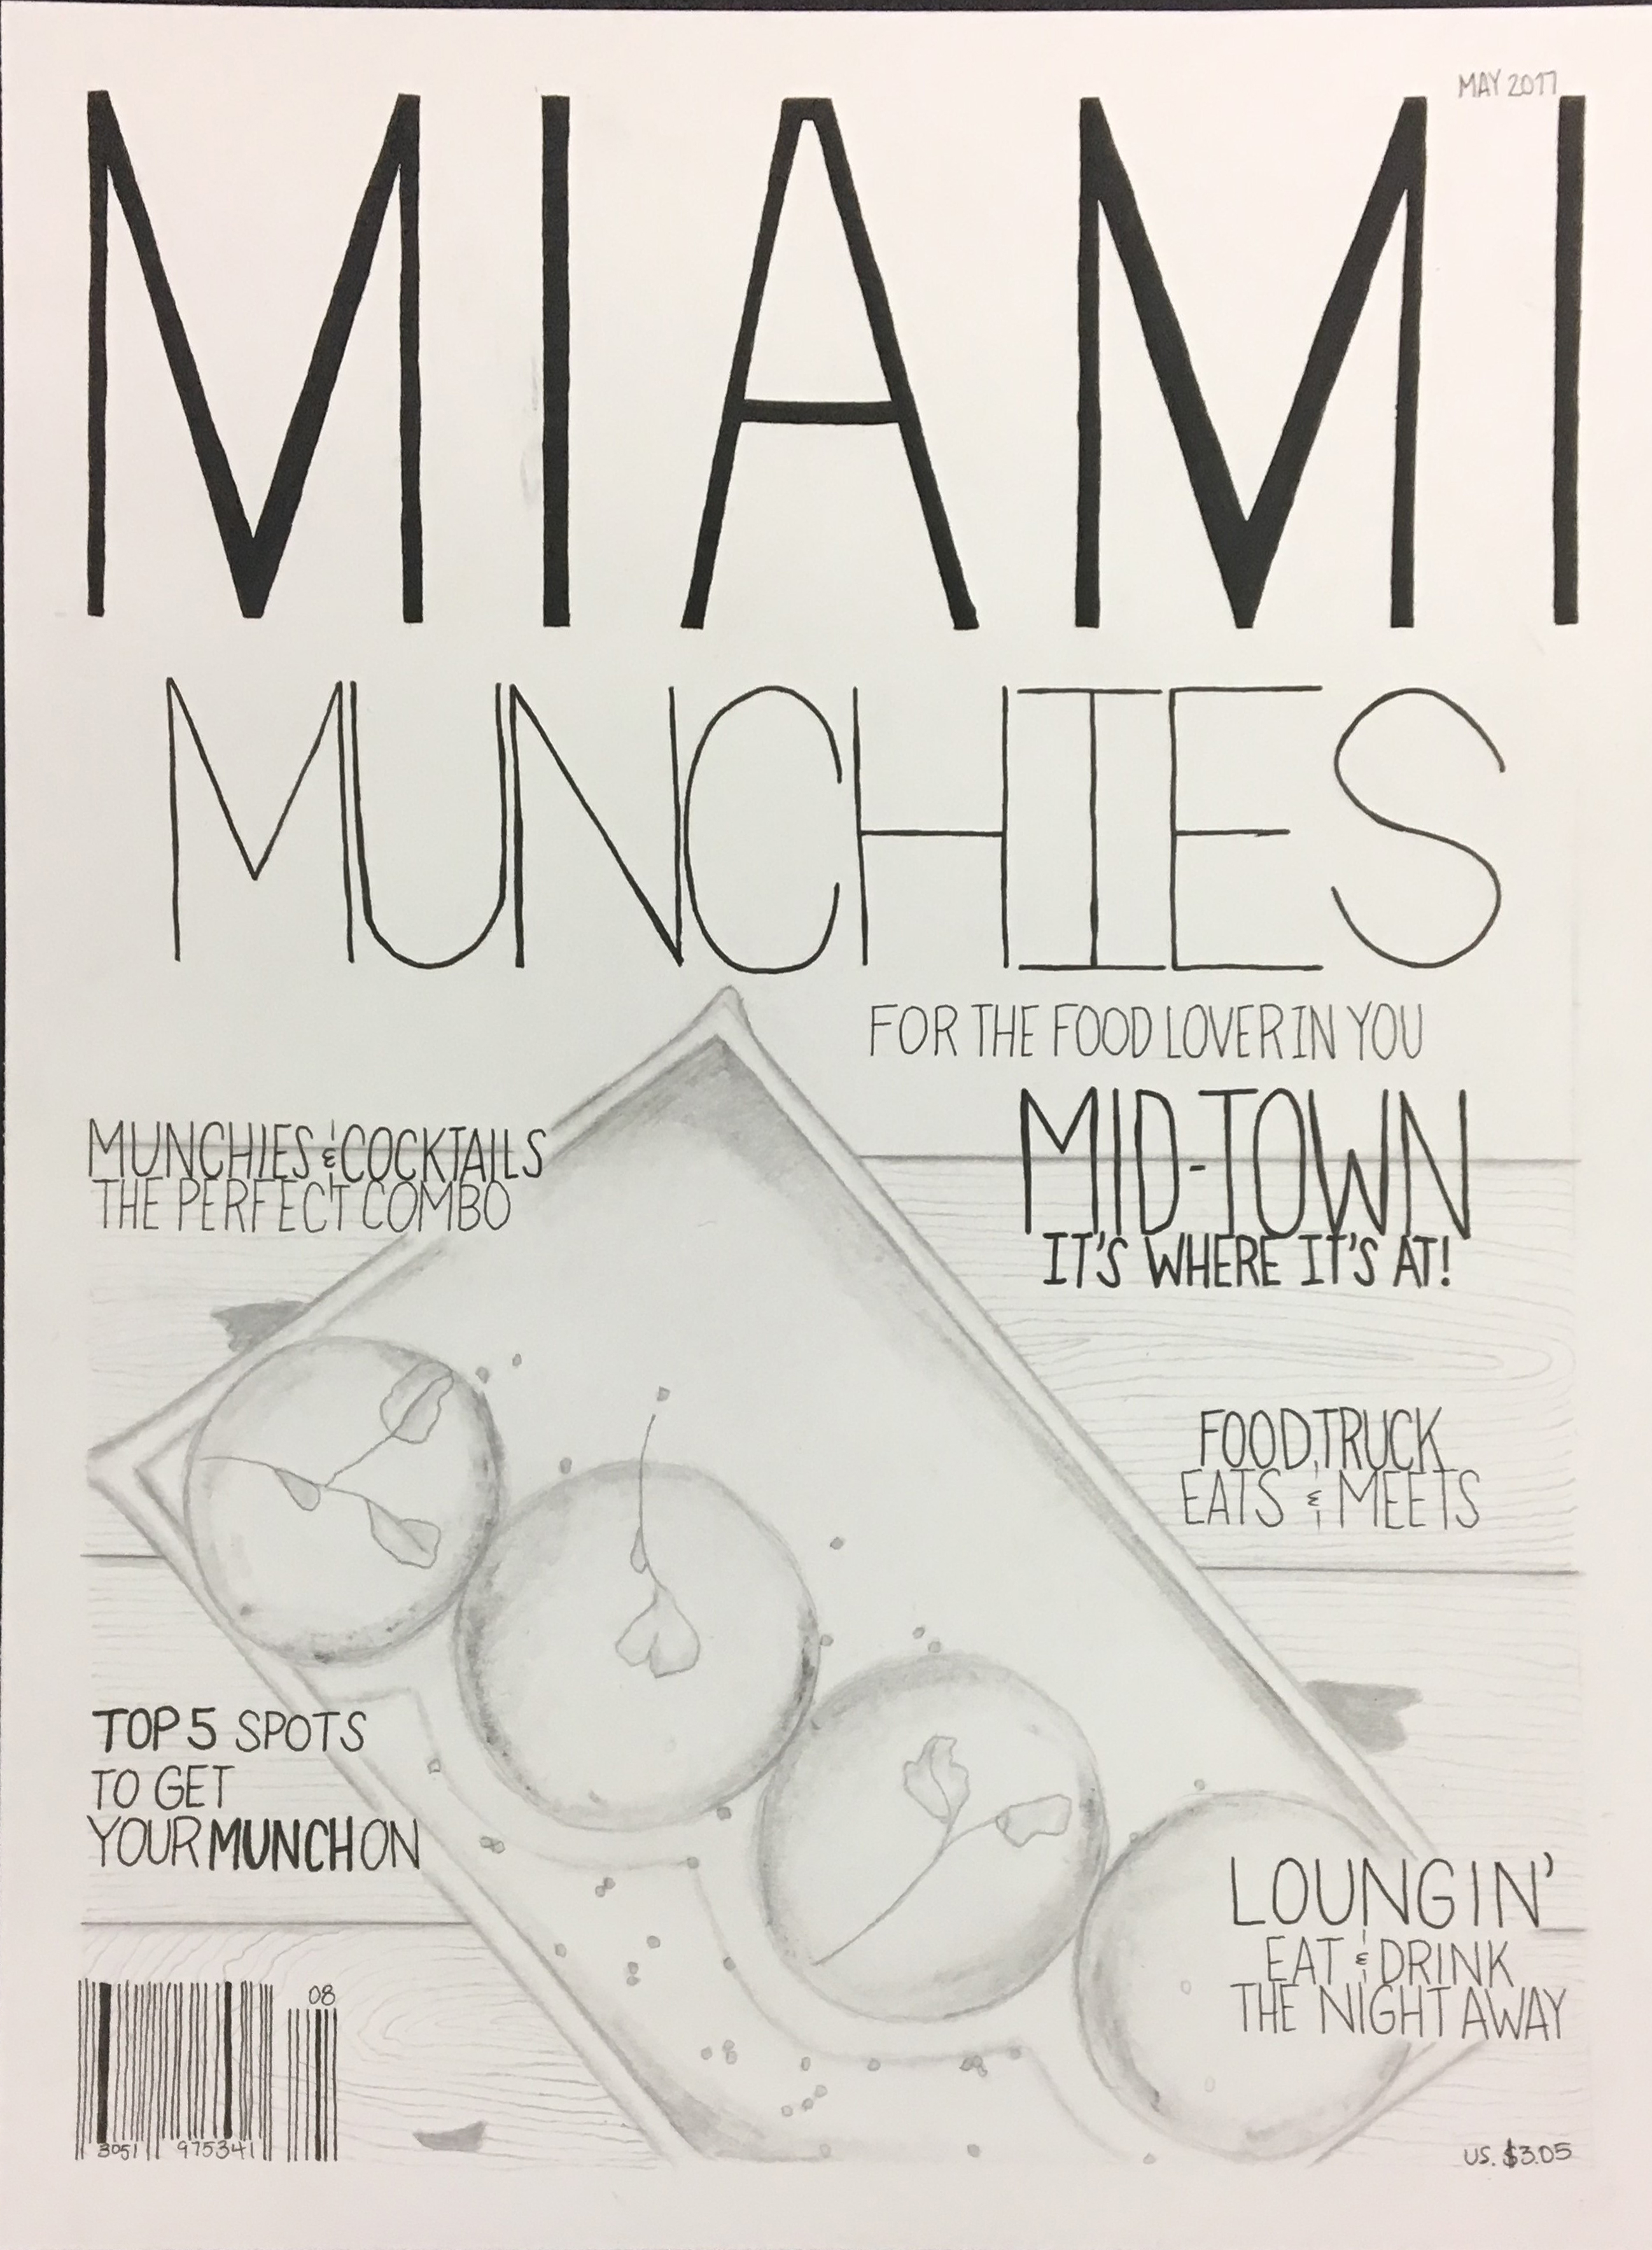 MAY 2017
MIAMI
MUNCHIES
FOR THE FOOD LOVER IN YOU
MUNCHIES & COCKTAILS
THE PERFECT COMBO
MID-TOWN
IT'S WHERE IT'S AT!
FOOD TRUCK
EATS & MEETS
TOP 5 SPOTS
TO GET
YOUR MUNCH ON
LOUNGIN'
EAT & DRINK
THE NIGHT AWAY
08
3051 975341
US. $3.05